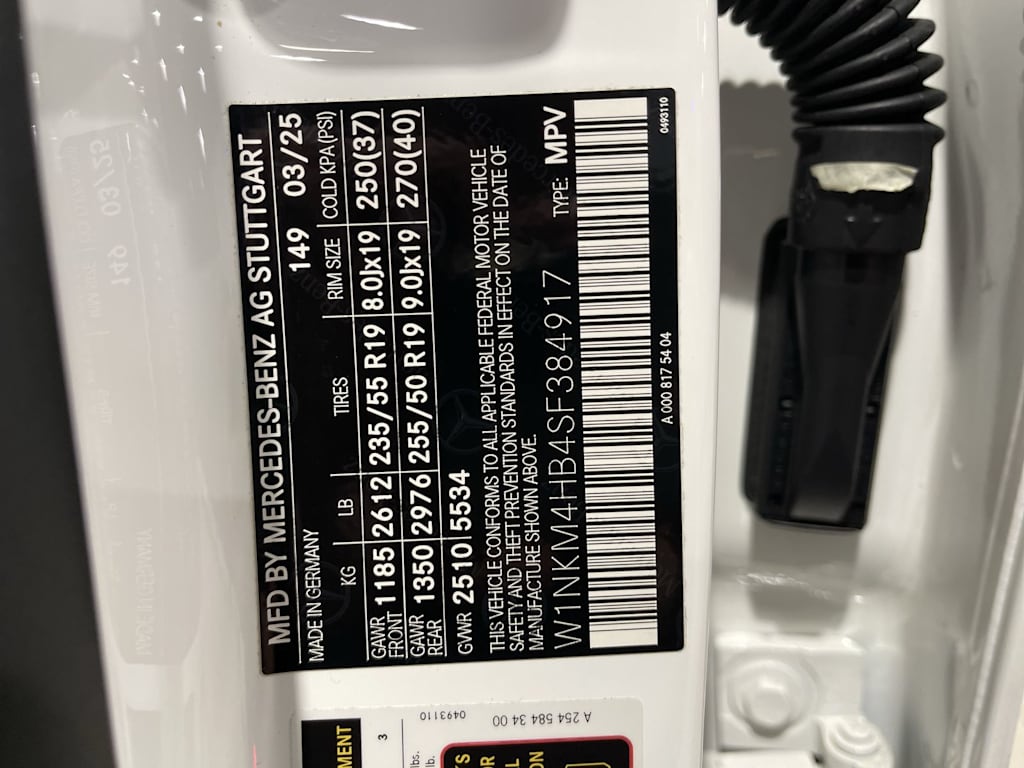 MFD BY MERCEDES-BENZ AG STUTTGART
MADE IN GERMANY 149 03/25
KG LB TIRES RIM SIZE COLD KPA(PSI)
GAWR FRONT 1185 2612 235/55 R19 8.0Jx19 250(37)
GAWR REAR 1350 2976 255/50 R19 9.0Jx19 270(40)
GVWR 2510 5534
THIS VEHICLE CONFORMS TO ALL APPLICABLE FEDERAL MOTOR VEHICLE
SAFETY AND THEFT PREVENTION STANDARDS IN EFFECT ON THE DATE OF
MANUFACTURE SHOWN ABOVE.
W1NKM4HB4SF384917 TYPE: MPV
A 000 817 54 04
0493110
3
lbs.
lb.
0493110
A 254 584 34 00